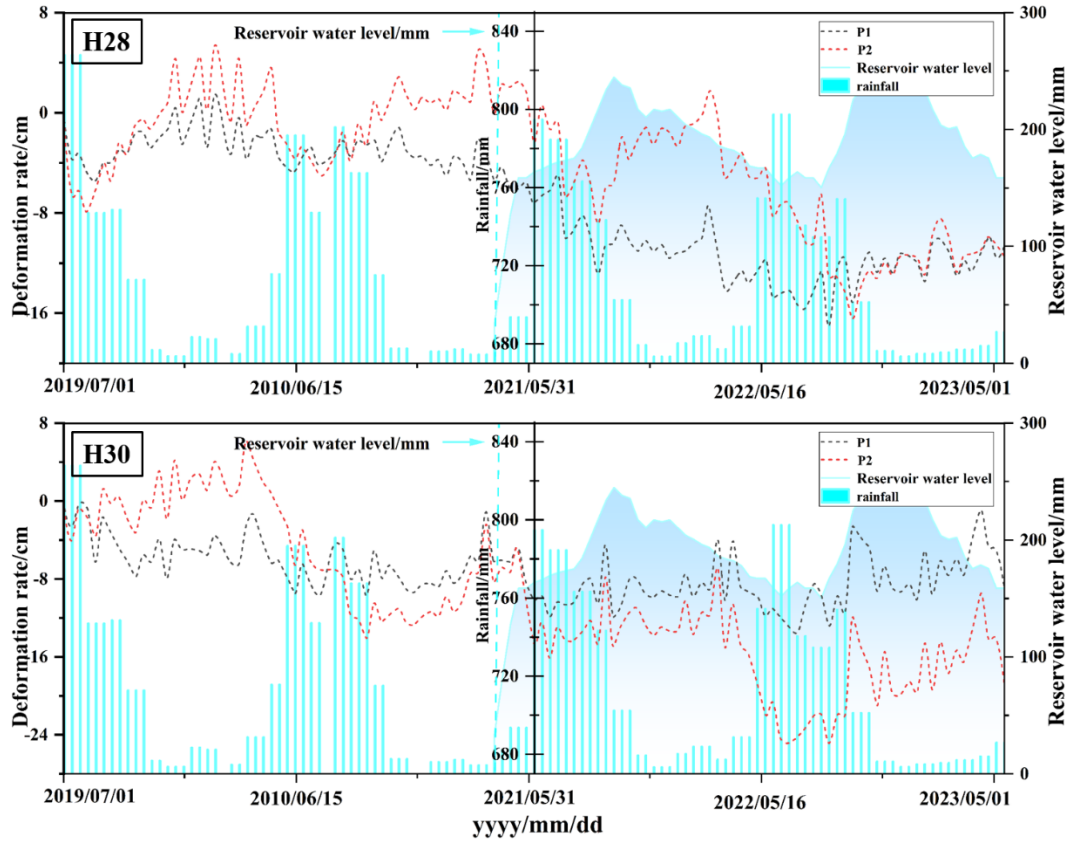 H28
Reservoir water level/mm
P1
P2
Reservoir water level
rainfall
Deformation rate/cm
8
0
-8
-16
Rainfall/mm
840
800
760
720
680
Reservoir water level/mm
300
200
100
0
2019/07/01
2010/06/15
2021/05/31
2022/05/16
2023/05/01
H30
Reservoir water level/mm
P1
P2
Reservoir water level
rainfall
Deformation rate/cm
8
0
-8
-16
-24
Rainfall/mm
840
800
760
720
680
Reservoir water level/mm
300
200
100
0
2019/07/01
2010/06/15
2021/05/31
2022/05/16
2023/05/01
yyyy/mm/dd